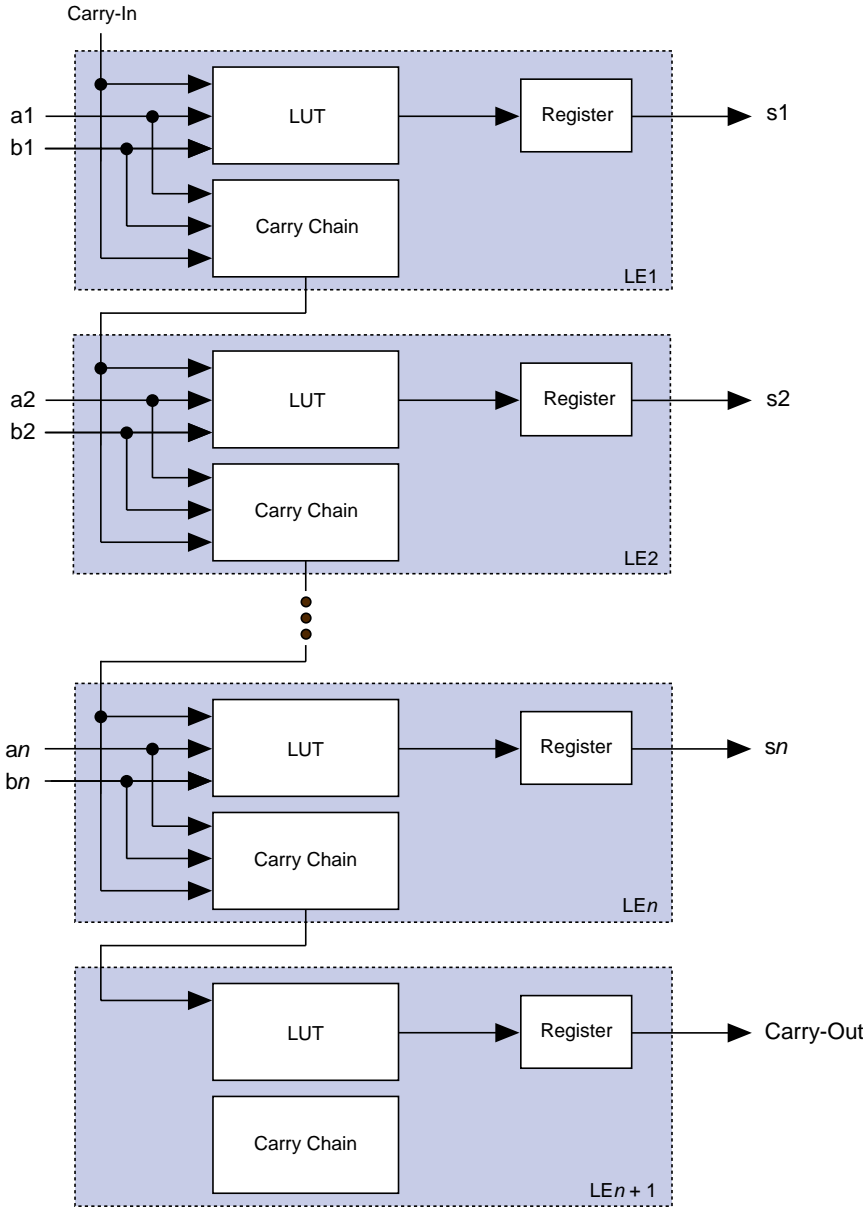 Carry-In
a1
b1
LUT
Register
s1
Carry Chain
LE1
a2
b2
LUT
Register
s2
Carry Chain
LE2
an
bn
LUT
Register
sn
Carry Chain
LEn
LUT
Register
Carry-Out
Carry Chain
LEn + 1